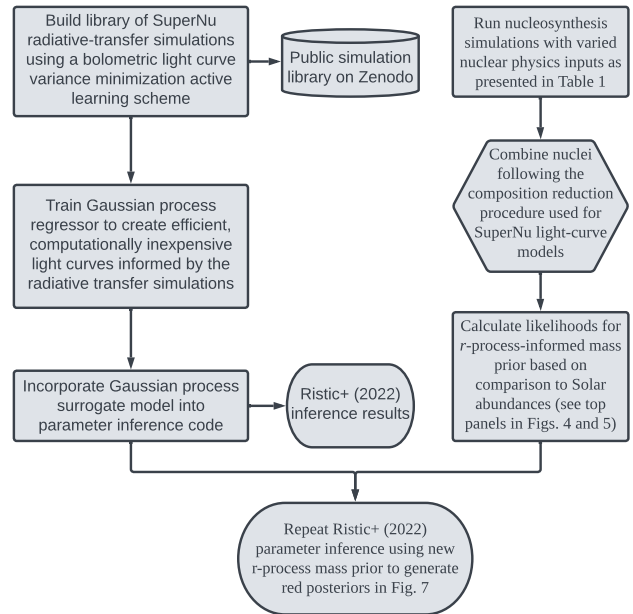 Build library of SuperNu
radiative-transfer simulations
using a bolometric light curve
variance minimization active
learning scheme
Public simulation
library on Zenodo
Run nucleosynthesis
simulations with varied
nuclear physics inputs as
presented in Table 1
Combine nuclei
following the
composition reduction
procedure used for
SuperNu light-curve
models
Train Gaussian process
regressor to create efficient,
computationally inexpensive
light curves informed by the
radiative transfer simulations
Calculate likelihoods for
r-process-informed mass
prior based on
comparison to Solar
abundances (see top
panels in Figs. 4 and 5)
Incorporate Gaussian process
surrogate model into
parameter inference code
Ristic+ (2022)
inference results
Repeat Ristic+ (2022)
parameter inference using new
r-process mass prior to generate
red posteriors in Fig. 7